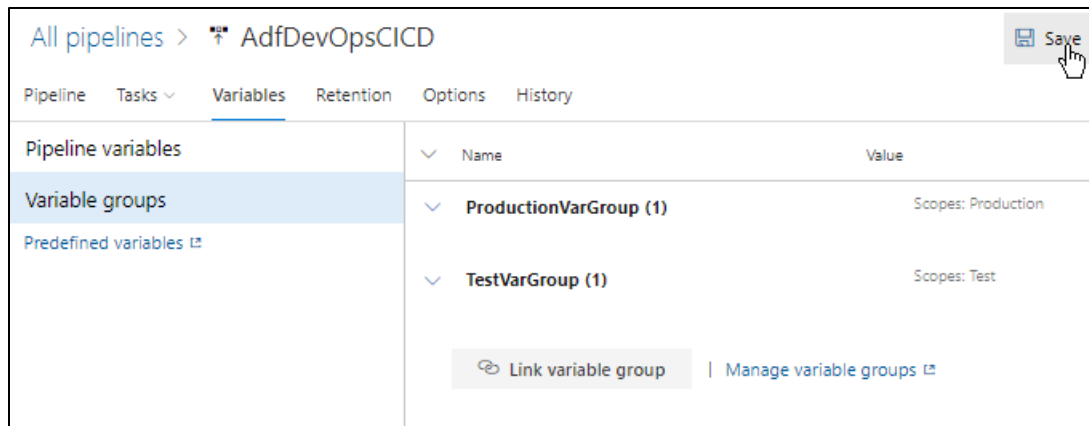 All pipelines > AdfDevOpsCICD
Save
Pipeline Tasks Variables Retention Options History
Pipeline variables
Name Value
Variable groups
ProductionVarGroup (1) Scopes: Production
Predefined variables
TestVarGroup (1) Scopes: Test
Link variable group | Manage variable groups